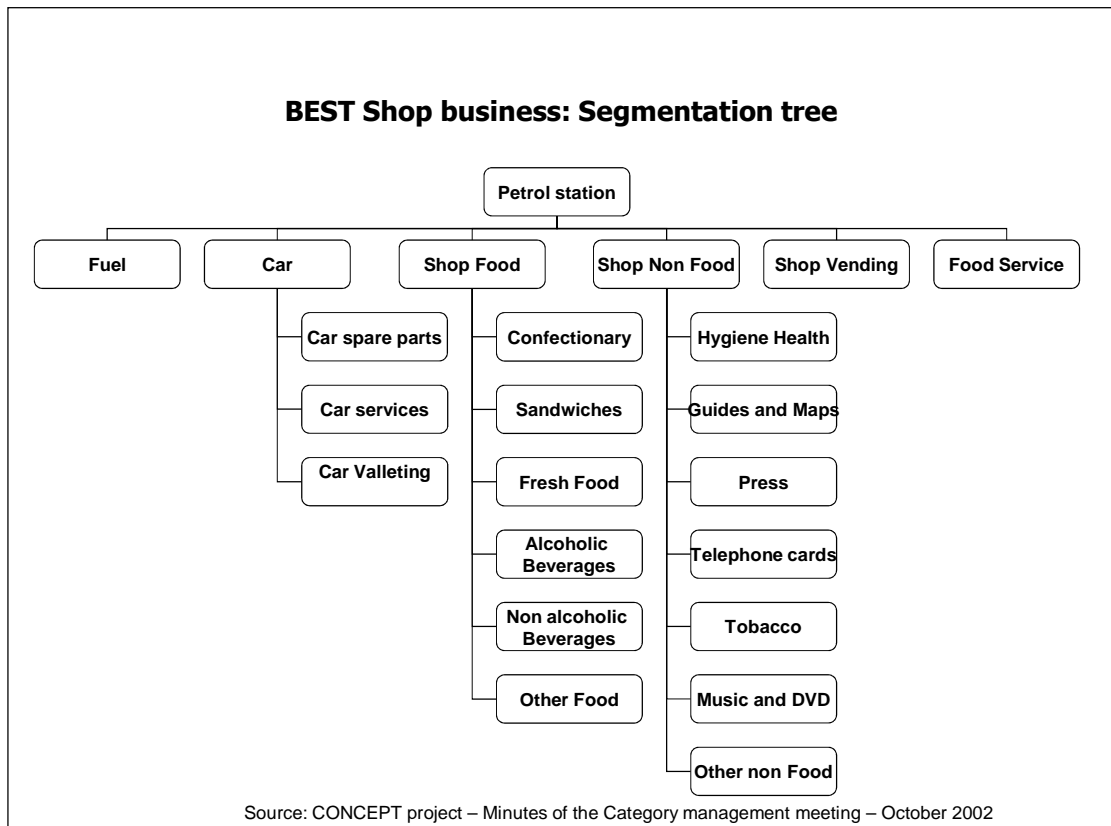 BEST Shop business: Segmentation tree
Petrol station
Fuel
Car
Shop Food
Shop Non Food
Shop Vending
Food Service
Car spare parts
Car services
Car Valleting
Confectionary
Sandwiches
Fresh Food
Alcoholic
Beverages
Non alcoholic
Beverages
Other Food
Hygiene Health
Guides and Maps
Press
Telephone cards
Tobacco
Music and DVD
Other non Food
Source: CONCEPT project – Minutes of the Category management meeting – October 2002